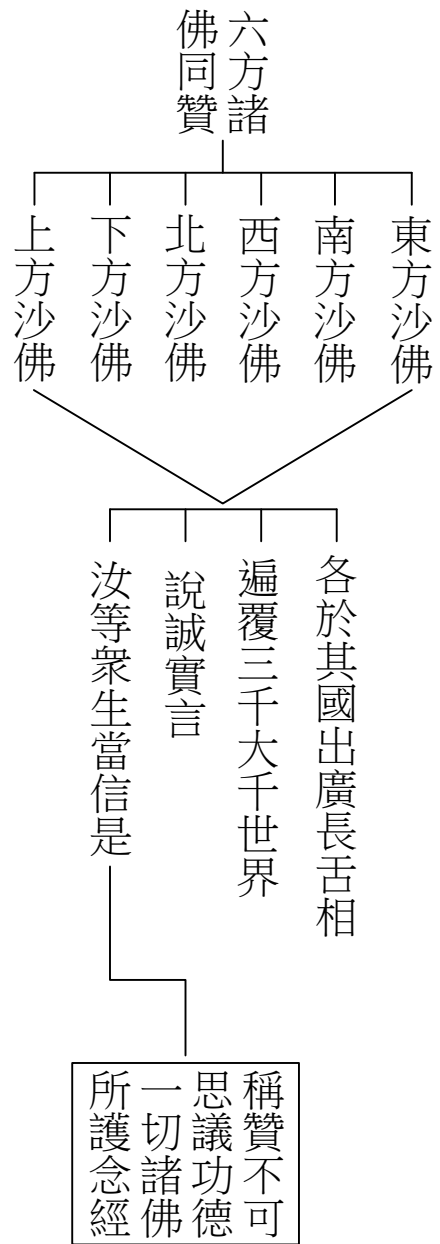 六方諸
佛同贊
東方沙佛
南方沙佛
西方沙佛
北方沙佛
下方沙佛
上方沙佛
各於其國出廣長舌相
遍覆三千大千世界
說誠實言
汝等衆生當信是
稱贊不可
思議功德
一切諸佛
所護念經